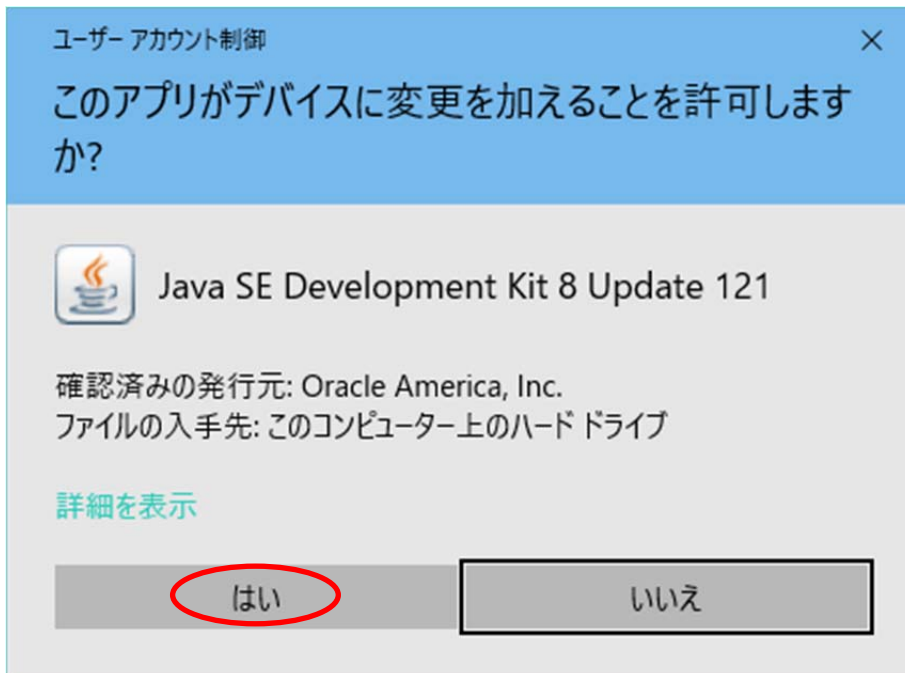 ユーザー アカウント制御
このアプリがデバイスに変更を加えることを許可します
か?
Java SE Development Kit 8 Update 121
確認済みの発行元: Oracle America, Inc.
ファイルの入手先: このコンピューター上のハード ドライブ
詳細を表示
はい
いいえ